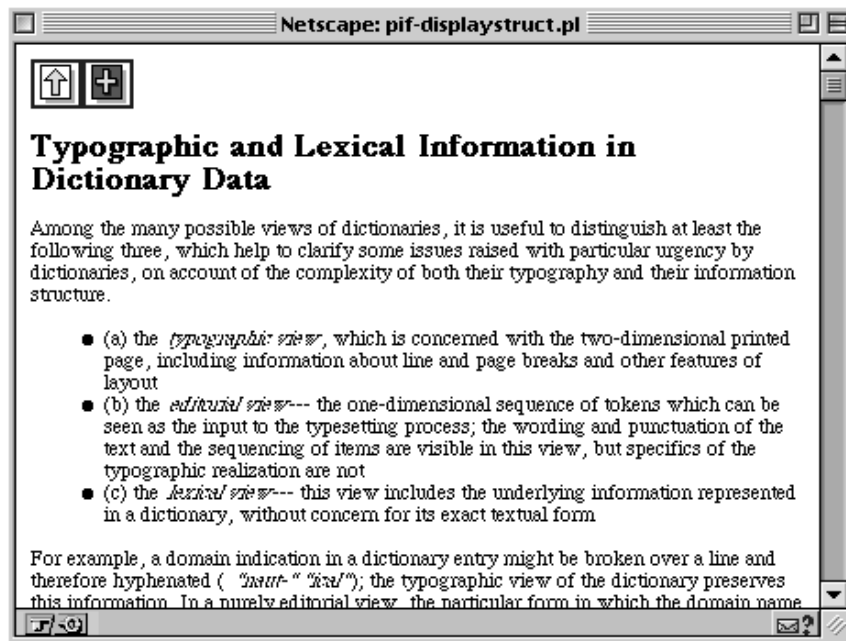 Netscape: pif-displaystruct.pl
Typographic and Lexical Information in
Dictionary Data
Among the many possible views of dictionaries, it is useful to distinguish at least the
following three, which help to clarify some issues raised with particular urgency by
dictionaries, on account of the complexity of both their typography and their information
structure.
● (a) the typographic view, which is concerned with the two-dimensional printed
page, including information about line and page breaks and other features of
layout
● (b) the editorial view--- the one-dimensional sequence of tokens which can be
seen as the input to the typesetting process; the wording and punctuation of the
text and the sequencing of items are visible in this view, but specifics of the
typographic realization are not
● (c) the lexical view--- this view includes the underlying information represented
in a dictionary, without concern for its exact textual form
For example, a domain indication in a dictionary entry might be broken over a line and
therefore hyphenated ( "naut-" "ical"); the typographic view of the dictionary preserves
this information. In a purely editorial view, the particular form in which the domain name